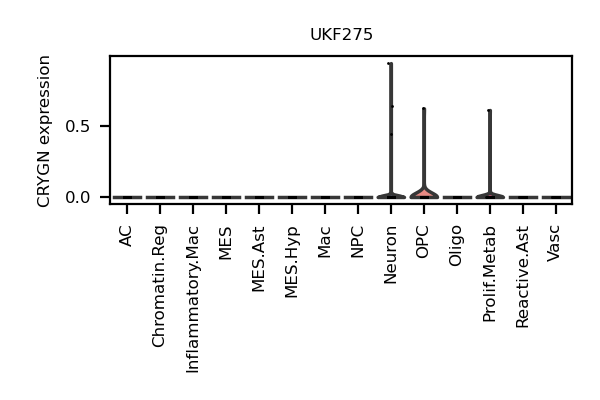 UKF275
CRYGN expression
0.5
0.0
AC
Chromatin.Reg
Inflammatory.Mac
MES
MES.Ast
MES.Hyp
Mac
NPC
Neuron
OPC
Oligo
Prolif.Metab
Reactive.Ast
Vasc